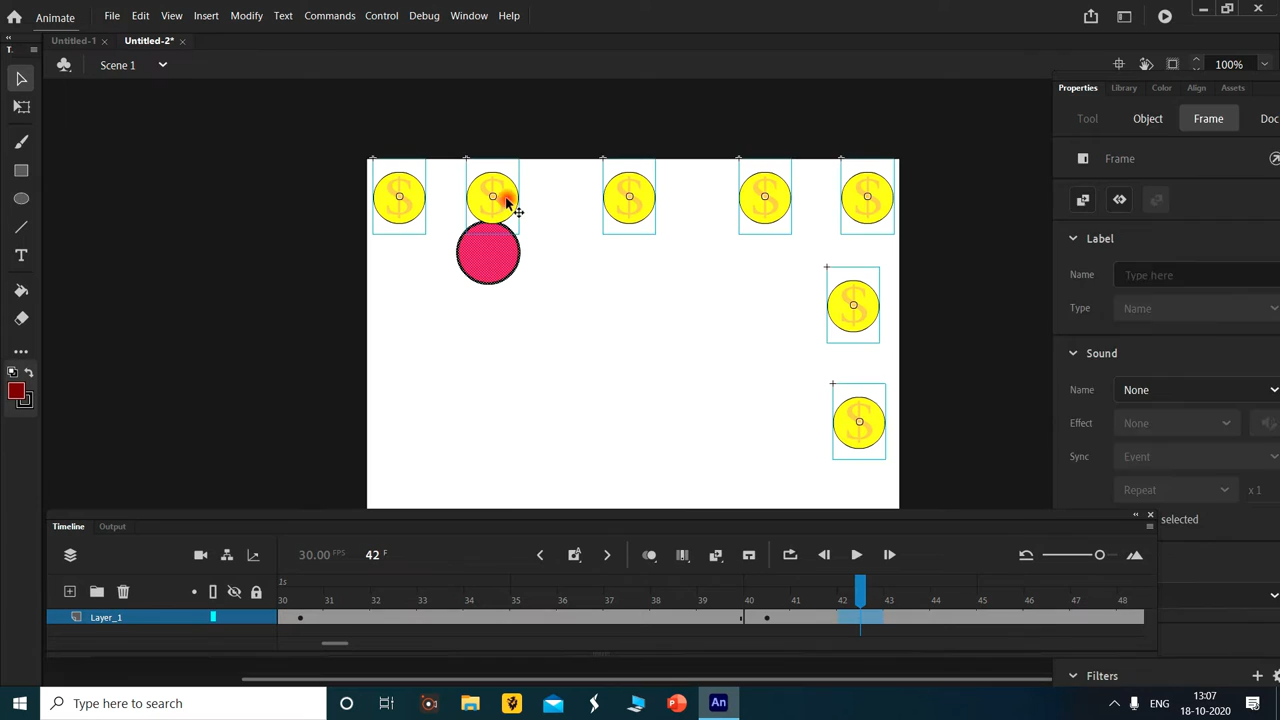 Animate File Edit View Insert Modify Text Commands Control Debug Window Help
Untitled-1 × Untitled-2* ×
Scene 1 100%
T.
Properties Library Color Align Assets
Tool Object Frame Doc
Frame
Label
Name Type here
Type Name
Sound
Name None
Effect None
Sync Event
Repeat x 1
selected
$ $ $ $ $
$
$
Timeline Output
30.00 FPS 42 F
1s
30 31 32 33 34 35 36 37 38 39 40 41 42 43 44 45 46 47 48
Layer_1
Filters
Type here to search An ENG 13:07
18-10-2020